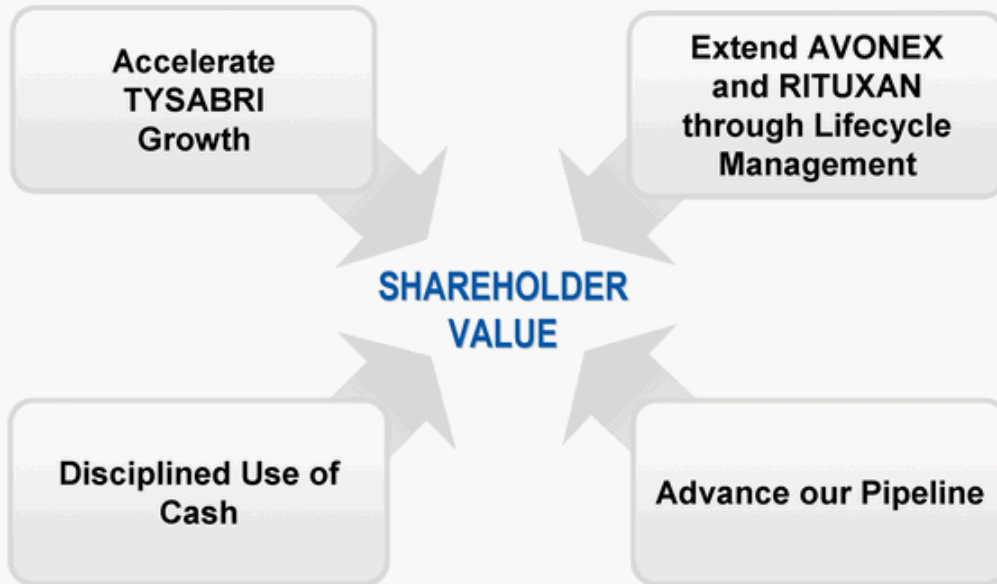 Accelerate
TYSABRI
Growth
Extend AVONEX
and RITUXAN
through Lifecycle
Management
SHAREHOLDER
VALUE
Disciplined Use of
Cash
Advance our Pipeline